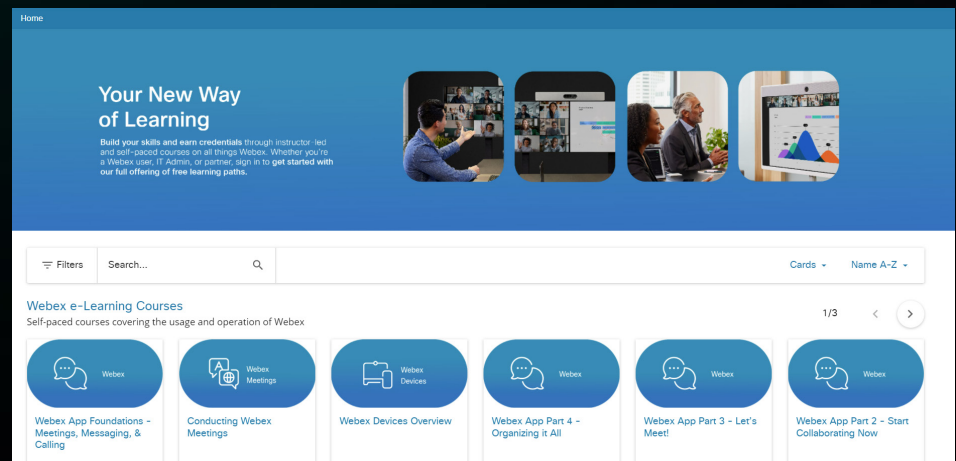 Home
Your New Way
of Learning
Build your skills and earn credentials through instructor-led
and self-paced courses on all things Webex. Whether you're
a Webex user, IT Admin, or partner, sign in to get started with
our full offering of free learning paths.
Filters
Search...
Cards
Name A-Z
Webex e-Learning Courses
Self-paced courses covering the usage and operation of Webex
1/3
Webex
Webex App Foundations -
Meetings, Messaging, &
Calling
A
Webex
Meetings
Conducting Webex
Meetings
Webex
Devices
Webex Devices Overview
Webex
Webex App Part 4 -
Organizing it All
Webex
Webex App Part 3 - Let's
Meet!
Webex
Webex App Part 2 - Start
Collaborating Now